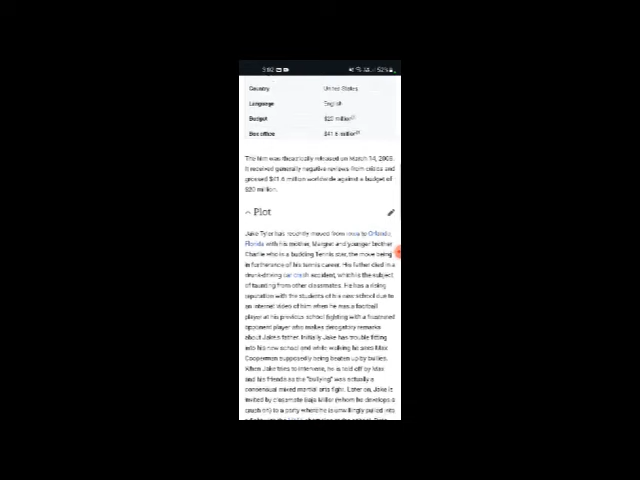 Country United States
Language English
Budget $20 million
Box office $41.6 million
The film was theatrically released on March 14, 2008.
It received generally negative reviews from critics and
grossed $41.6 million worldwide against a budget of
$20 million.
Plot
Jake Tyler has recently moved from Iowa to Orlando,
Florida with his mother, Margret and younger brother
Charlie who is a budding Tennis star, the move being
in furtherance of his tennis career. His father died in a
drunk-driving car crash accident, which is the subject
of taunting from other classmates. He has a rising
reputation with the students of his new school due to
an internet video of him when he was a football
player at his previous school fighting with a frustrated
opponent player who makes derogatory remarks
about Jake's father. Initially Jake has trouble fitting
into his new school and while walking he sees Max
Cooperman supposedly being beaten up by bullies.
When Jake tries to intervene, he is told off by Max
and his friends as the "bullying" was actually a
consensual mixed martial arts fight. Later on, Jake is
invited by classmate Baja Miller (whom he develops a
crush on) to a party where he is unwillingly pulled into